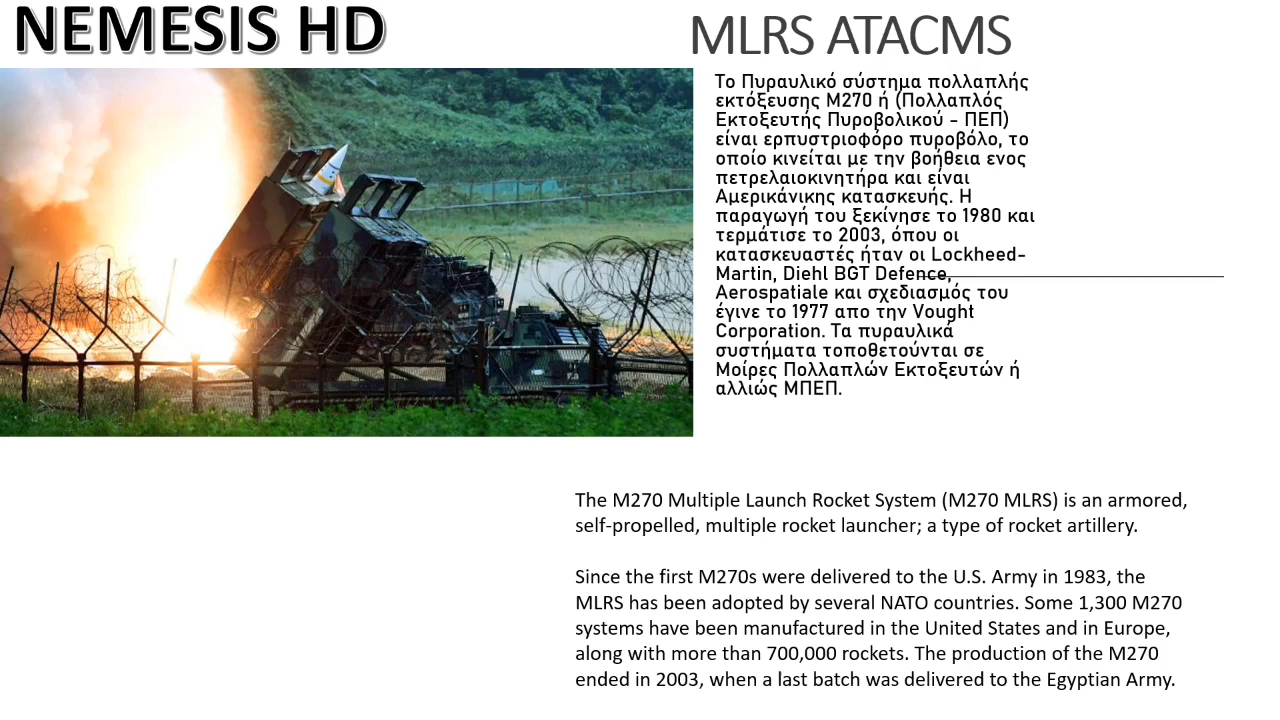 NEMESIS HD
MLRS ATACMS
Το Πυραυλικό σύστημα πολλαπλής
εκτόξευσης M270 ή (Πολλαπλός
Εκτοξευτής Πυροβολικού - ΠΕΠ)
είναι ερπυστριοφόρο πυροβόλο, το
οποίο κινείται με την βοήθεια ενος
πετρελαιοκινητήρα και είναι
Αμερικάνικης κατασκευής. Η
παραγωγή του ξεκίνησε το 1980 και
τερμάτισε το 2003, όπου οι
κατασκευαστές ήταν οι Lockheed-
Martin, Diehl BGT Defence,
Aerospatiale και σχεδιασμός του
έγινε το 1977 απο την Vought
Corporation. Τα πυραυλικά
συστήματα τοποθετούνται σε
Μοίρες Πολλαπλών Εκτοξευτών ή
αλλιώς ΜΠΕΠ.
The M270 Multiple Launch Rocket System (M270 MLRS) is an armored,
self-propelled, multiple rocket launcher; a type of rocket artillery.
Since the first M270s were delivered to the U.S. Army in 1983, the
MLRS has been adopted by several NATO countries. Some 1,300 M270
systems have been manufactured in the United States and in Europe,
along with more than 700,000 rockets. The production of the M270
ended in 2003, when a last batch was delivered to the Egyptian Army.